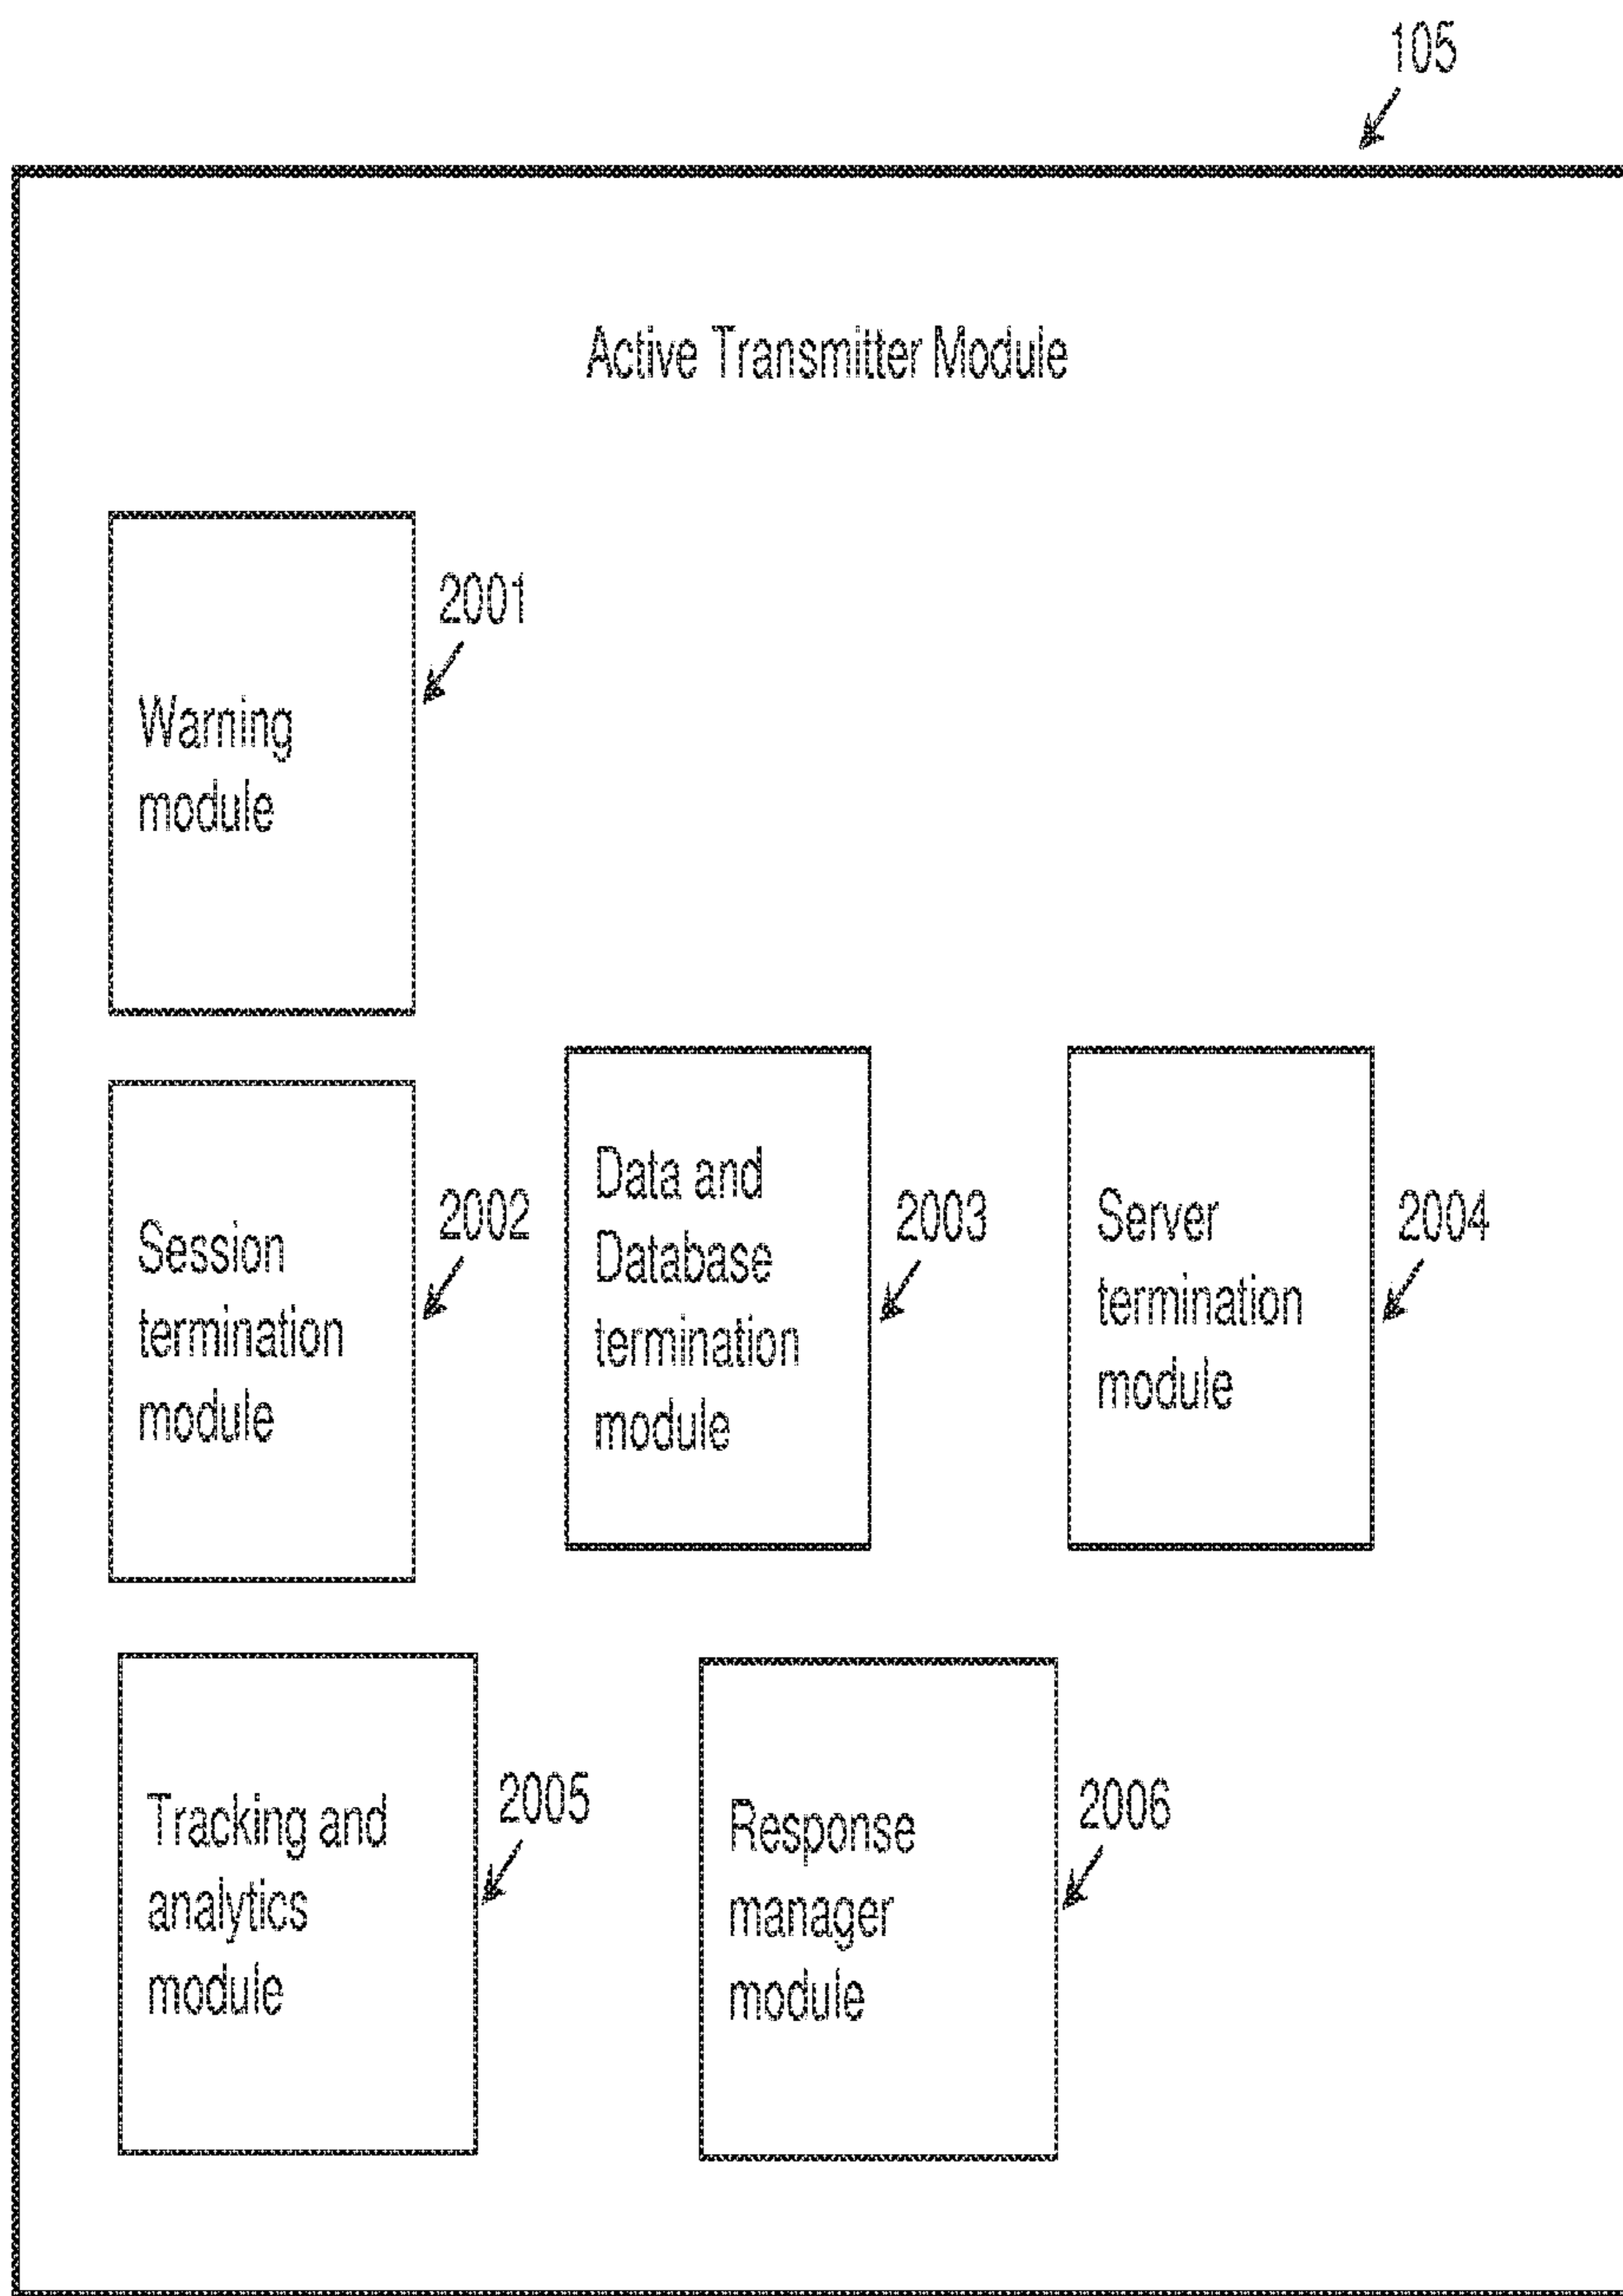 105
Active Transmitter Module
2001
Warning
module
2002
Session
termination
module
2003
Data and
Database
termination
module
2004
Server
termination
module
2005
Tracking and
analytics
module
2006
Response
manager
module